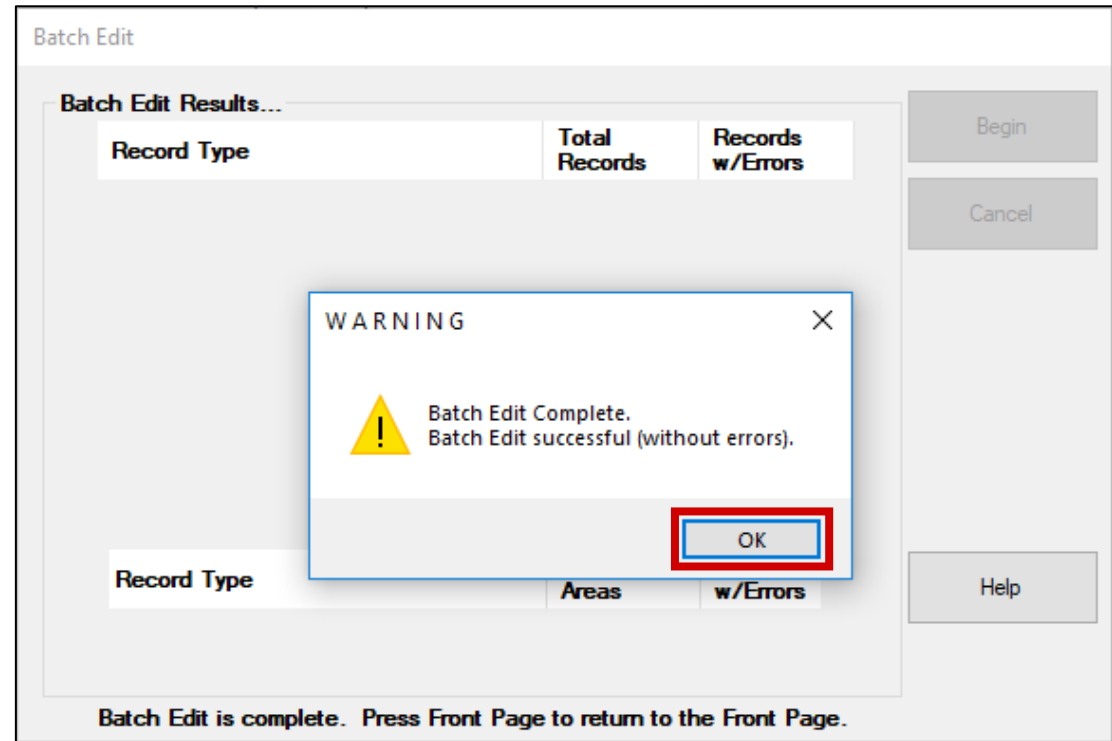 Batch Edit
Batch Edit Results...
Record Type
Total
Records
Records
w/Errors
Begin
Cancel
WARNING
!
Batch Edit Complete.
Batch Edit successful (without errors).
OK
Record Type
Areas
w/Errors
Help
Batch Edit is complete. Press Front Page to return to the Front Page.